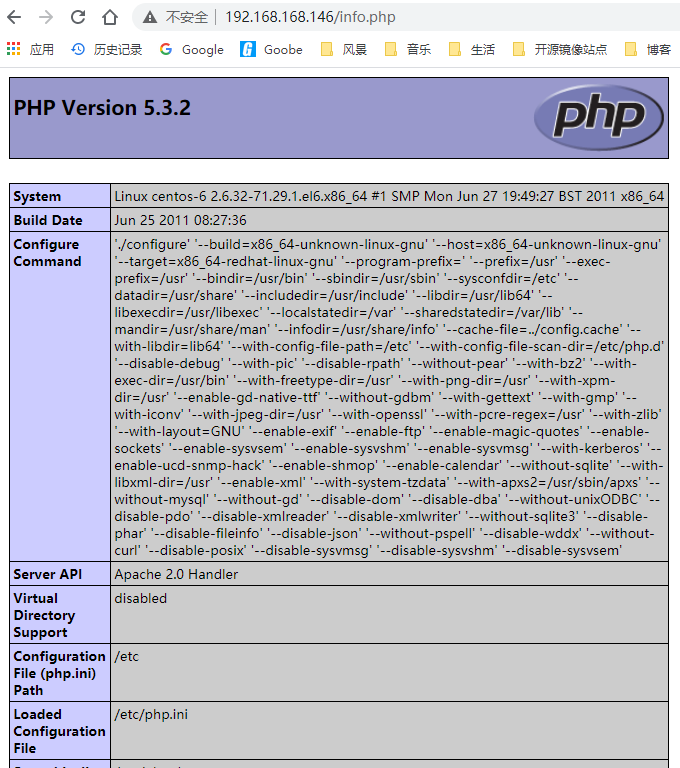 不安全 192.168.168.146/info.php
应用 历史记录 Google Goobe 风景 音乐 生活 开源镜像站点 博客
PHP Version 5.3.2
php
System Linux centos-6 2.6.32-71.29.1.el6.x86_64 #1 SMP Mon Jun 27 19:49:27 BST 2011 x86_64
Build Date Jun 25 2011 08:27:36
Configure Command
'./configure' '--build=x86_64-unknown-linux-gnu' '--host=x86_64-unknown-linux-gnu'
'--target=x86_64-redhat-linux-gnu' '--program-prefix=' '--prefix=/usr' '--exec-
prefix=/usr' '--bindir=/usr/bin' '--sbindir=/usr/sbin' '--sysconfdir=/etc' '--
datadir=/usr/share' '--includedir=/usr/include' '--libdir=/usr/lib64' '--
libexecdir=/usr/libexec' '--localstatedir=/var' '--sharedstatedir=/var/lib' '--
mandir=/usr/share/man' '--infodir=/usr/share/info' '--cache-file=../config.cache' '--
with-libdir=lib64' '--with-config-file-path=/etc' '--with-config-file-scan-dir=/etc/php.d'
'--disable-debug' '--with-pic' '--disable-rpath' '--without-pear' '--with-bz2' '--with-
exec-dir=/usr/bin' '--with-freetype-dir=/usr' '--with-png-dir=/usr' '--with-xpm-
dir=/usr' '--enable-gd-native-ttf' '--without-gdbm' '--with-gettext' '--with-gmp' '--
with-iconv' '--with-jpeg-dir=/usr' '--with-openssl' '--with-pcre-regex=/usr' '--with-zlib'
'--with-layout=GNU' '--enable-exif' '--enable-ftp' '--enable-magic-quotes' '--enable-
sockets' '--enable-sysvsem' '--enable-sysvshm' '--enable-sysvmsg' '--with-kerberos' '--
enable-ucd-snmp-hack' '--enable-shmop' '--enable-calendar' '--without-sqlite' '--with-
libxml-dir=/usr' '--enable-xml' '--with-system-tzdata' '--with-apxs2=/usr/sbin/apxs' '--
without-mysql' '--without-gd' '--disable-dom' '--disable-dba' '--without-unixODBC' '--
disable-pdo' '--disable-xmlreader' '--disable-xmlwriter' '--without-sqlite3' '--disable-
phar' '--disable-fileinfo' '--disable-json' '--without-pspell' '--disable-wddx' '--without-
curl' '--disable-posix' '--disable-sysvmsg' '--disable-sysvshm' '--disable-sysvsem'
Server API Apache 2.0 Handler
Virtual disabled
Directory
Support
Configuration /etc
File (php.ini)
Path
Loaded /etc/php.ini
Configuration
File